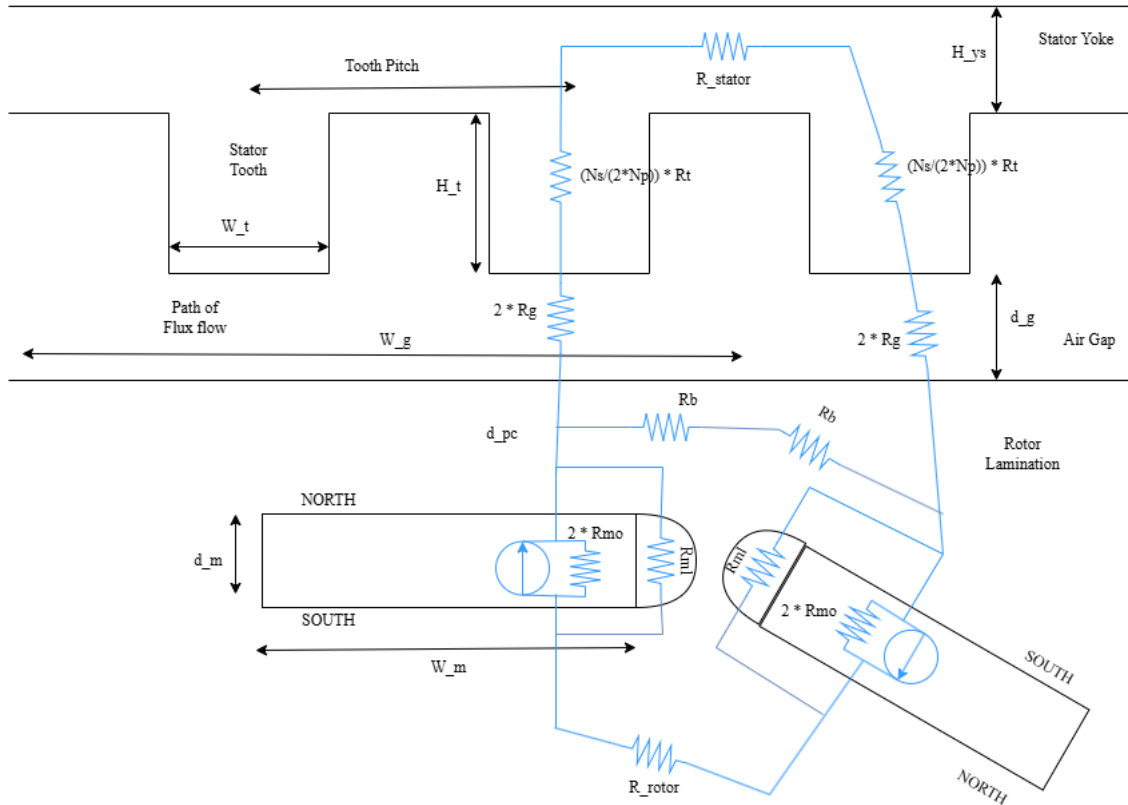 Stator Yoke
H_ys
Tooth Pitch
R_stator
Stator
Tooth
H_t
(Ns/(2*Np)) * Rt
(Ns/(2*Np)) * Rt
W_t
Path of
Flux flow
2 * Rg
d_g
W_g
2 * Rg
Air Gap
Rb
Rb
d_pc
Rotor
Lamination
NORTH
2 * Rmo
d_m
Rml
Rml
SOUTH
2 * Rmo
W_m
SOUTH
R_rotor
NORTH